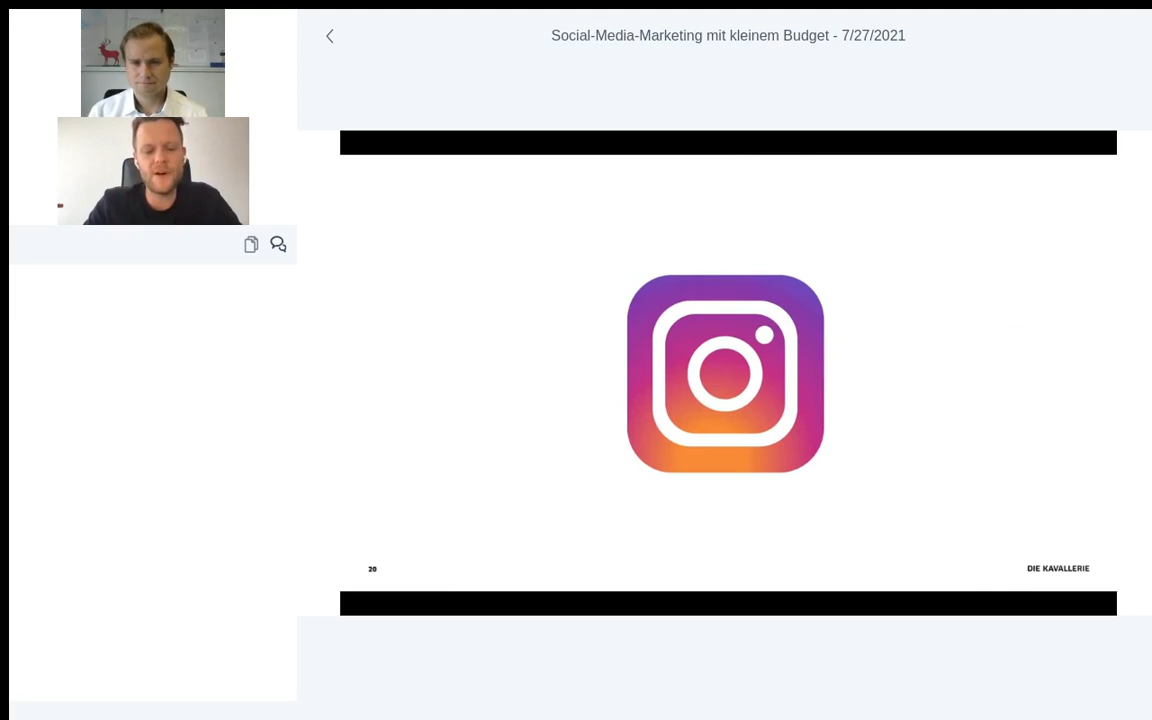 Social-Media-Marketing mit kleinem Budget - 7/27/2021
20
DIE KAVALLERIE